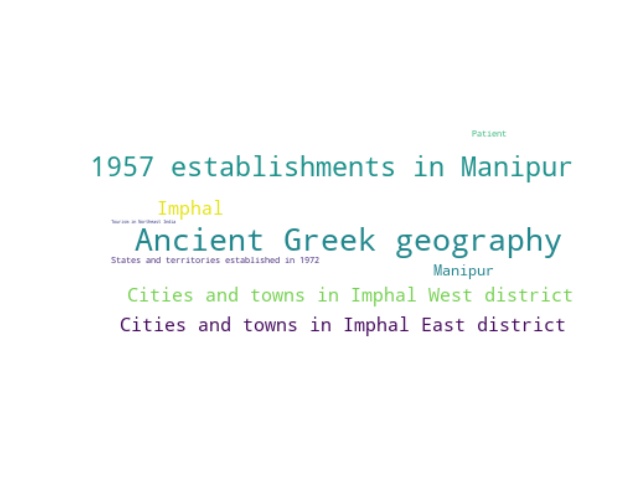 Patient
1957 establishments in Manipur
Imphal
Tourism in Northeast India
Ancient Greek geography
States and territories established in 1972
Manipur
Cities and towns in Imphal West district
Cities and towns in Imphal East district